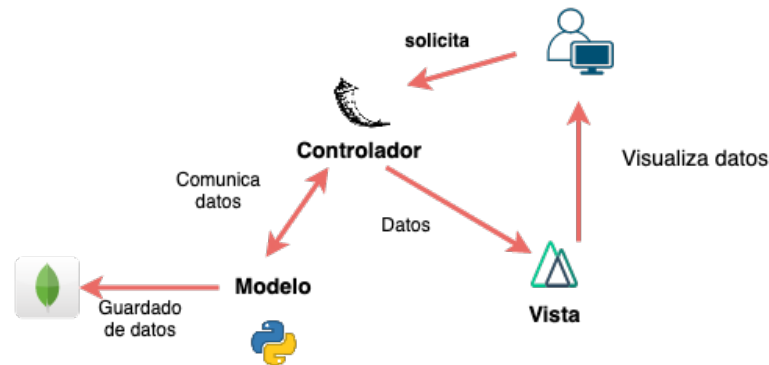 solicita
Controlador
Visualiza datos
Comunica
datos
Datos
Modelo
Guardado
de datos
Vista